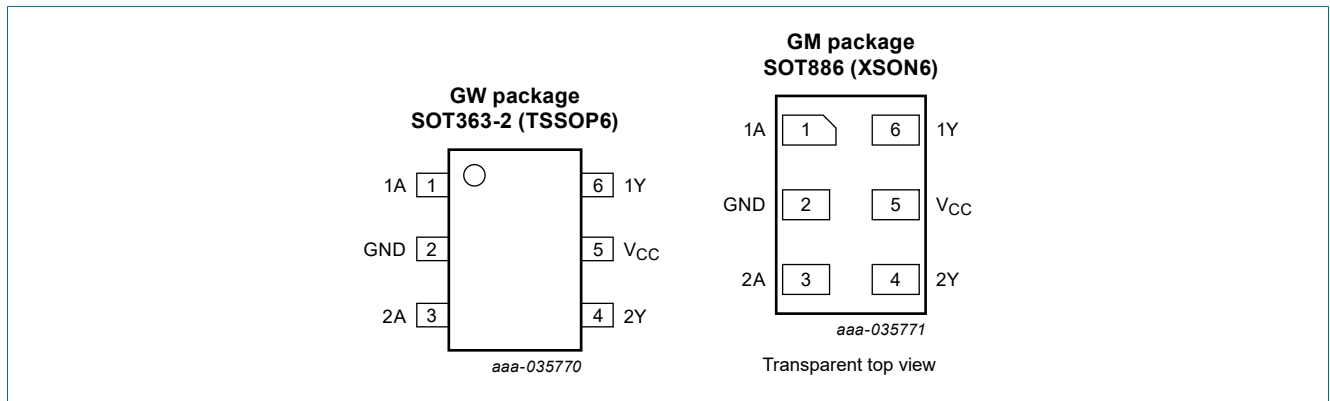 GW package
SOT363-2 (TSSOP6)
1A 1 6 1Y
GND 2 5 VCC
2A 3 4 2Y
aaa-035770
GM package
SOT886 (XSON6)
1A 1 6 1Y
GND 2 5 VCC
2A 3 4 2Y
aaa-035771
Transparent top view